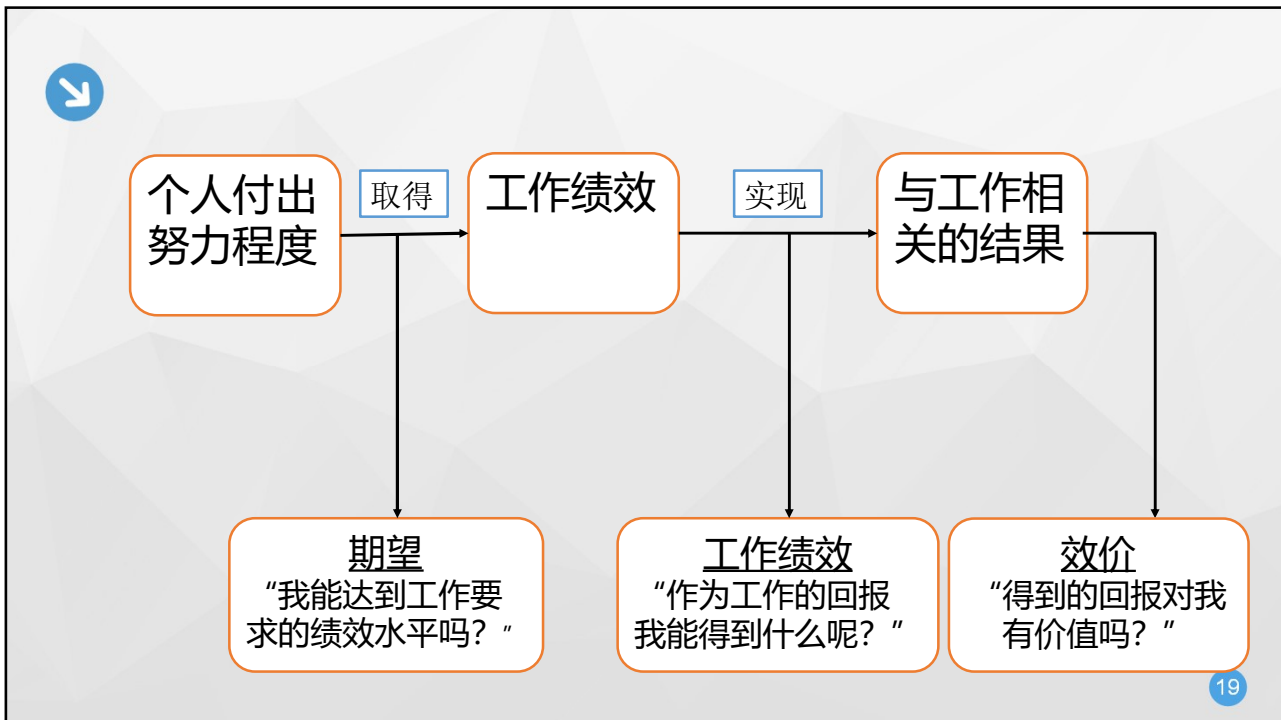 个人付出
努力程度
取得
工作绩效
实现
与工作相
关的结果
期望
“我能达到工作要
求的绩效水平吗？”
工作绩效
“作为工作的回报
我能得到什么呢？”
效价
“得到的回报对我
有价值吗？”
19